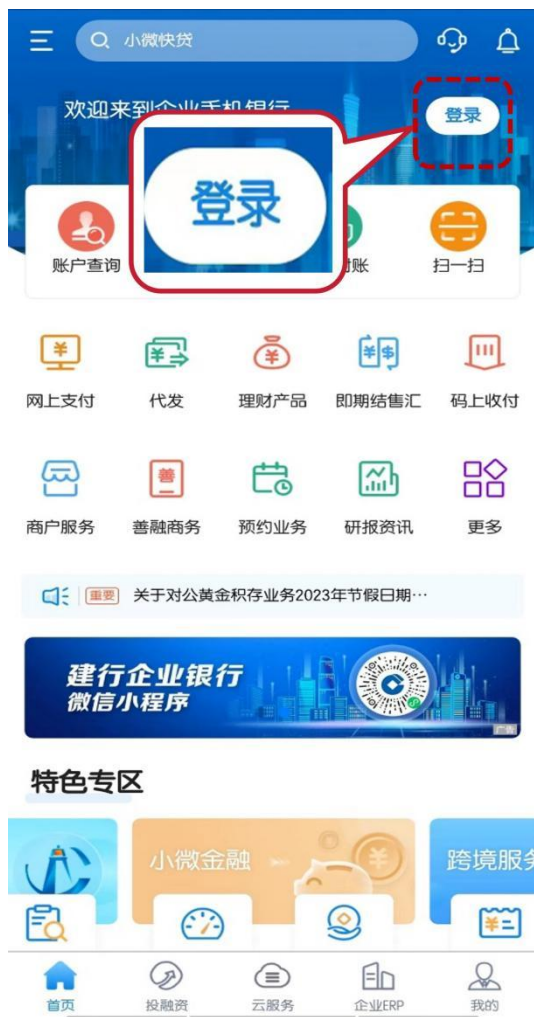 小微快贷
欢迎来到企业手机银行
登录
登录
账户查询
对账
扫一扫
网上支付
代发
理财产品
即期结售汇
码上收付
善
商户服务
善融商务
预约业务
研报资讯
更多
重要 关于对公黄金积存业务2023年节假日期…
建行企业银行
微信小程序
广告
特色专区
小微金融
跨境服务
首页
投融资
云服务
企业ERP
我的